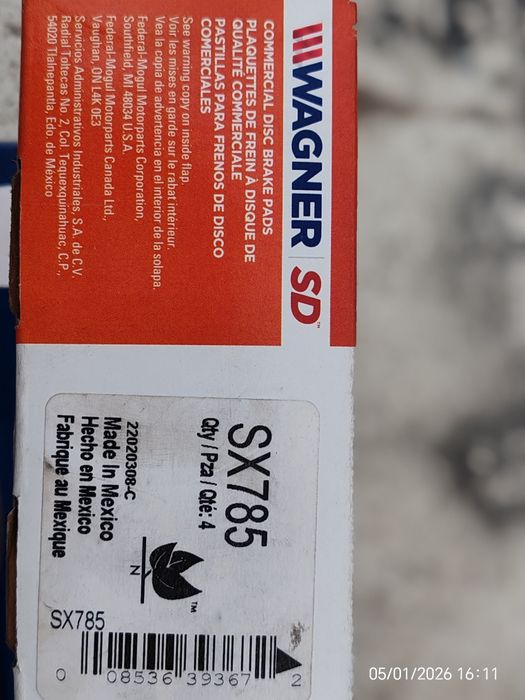 WAGNER SD™
COMMERCIAL DISC BRAKE PADS
PLAQUETTES DE FREIN À DISQUE DE
QUALITÉ COMMERCIALE
PASTILLAS PARA FRENOS DE DISCO
COMERCIALES
See warning copy on inside flap.
Voir les mises en garde sur le rabat intérieur.
Vea la copia de advertencia en el interior de la solapa.
Federal-Mogul Motorparts Corporation,
Southfield, MI 48034 U.S.A.
Federal-Mogul Motorparts Canada Ltd.,
Vaughan, ON L4K 0E3
Servicios Administrativos Industriales, S.A. de C.V.
Radial Toltecas No. 2, Col. Tequexquinahuac, C.P.,
54020 Tlalnepantla, Edo de México
SX785
Qty / Pza / Qté: 4
22020308-C
Made In Mexico
Hecho en Mexico
Fabrique au Mexique
N
™
SX785
0 08536 39367 2
05/01/2026 16:11